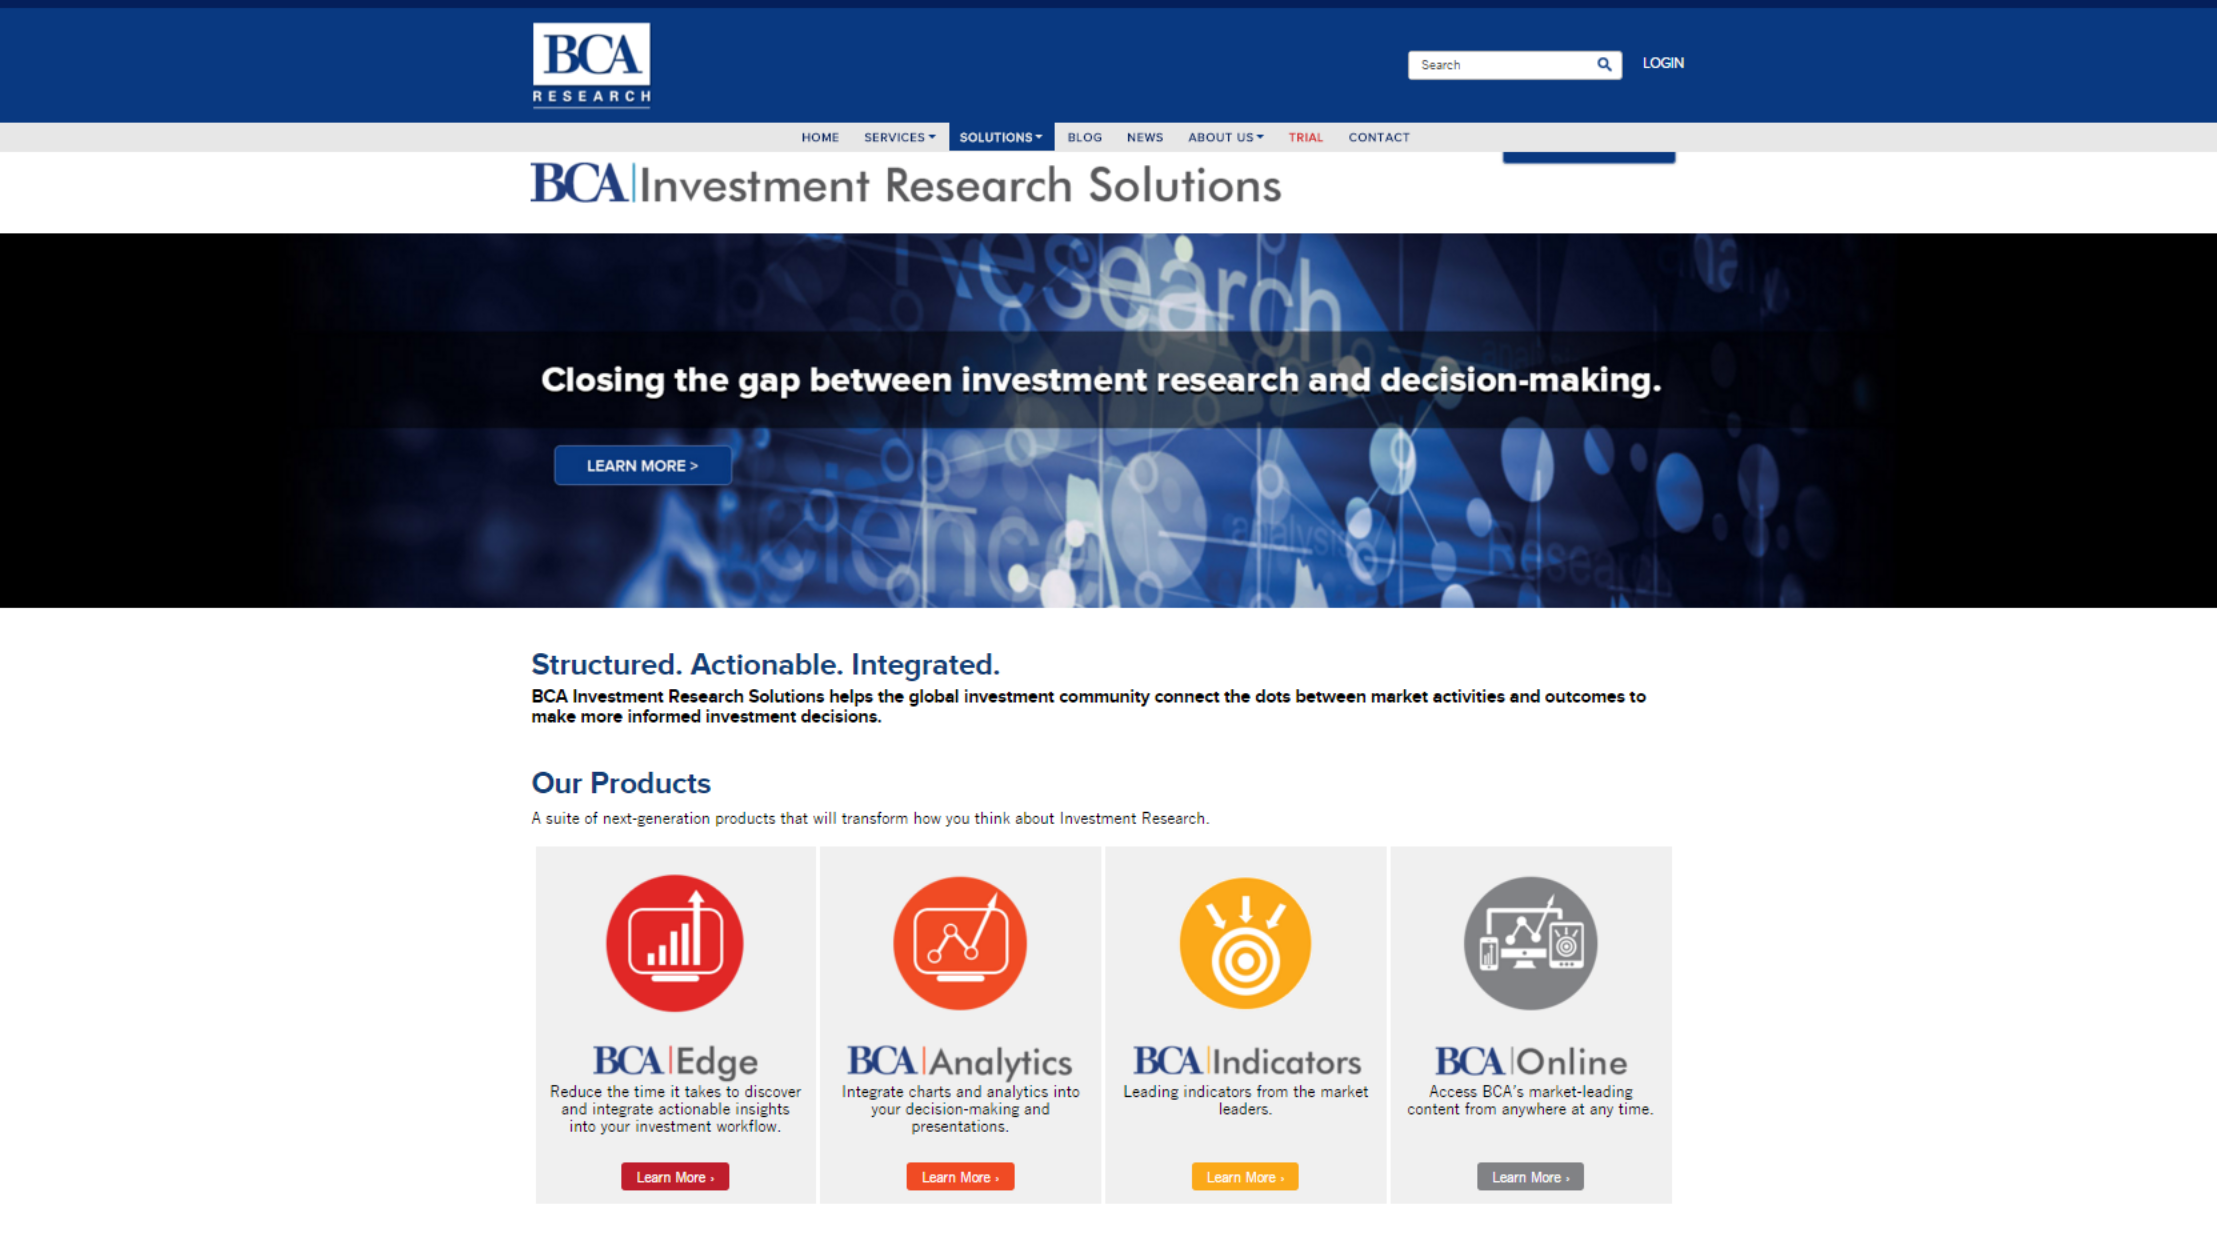 BCA
RESEARCH
Search
LOGIN
HOME SERVICES SOLUTIONS BLOG NEWS ABOUT US TRIAL CONTACT
BCA|Investment Research Solutions
Research
analysis
Closing the gap between investment research and decision-making.
LEARN MORE >
science
analysis
Research
Structured. Actionable. Integrated.
BCA Investment Research Solutions helps the global investment community connect the dots between market activities and outcomes to
make more informed investment decisions.
Our Products
A suite of next-generation products that will transform how you think about Investment Research.
BCA|Edge
Reduce the time it takes to discover
and integrate actionable insights
into your investment workflow.
Learn More ›
BCA|Analytics
Integrate charts and analytics into
your decision-making and
presentations.
Learn More ›
BCA|Indicators
Leading indicators from the market
leaders.
Learn More ›
BCA|Online
Access BCA's market-leading
content from anywhere at any time.
Learn More ›